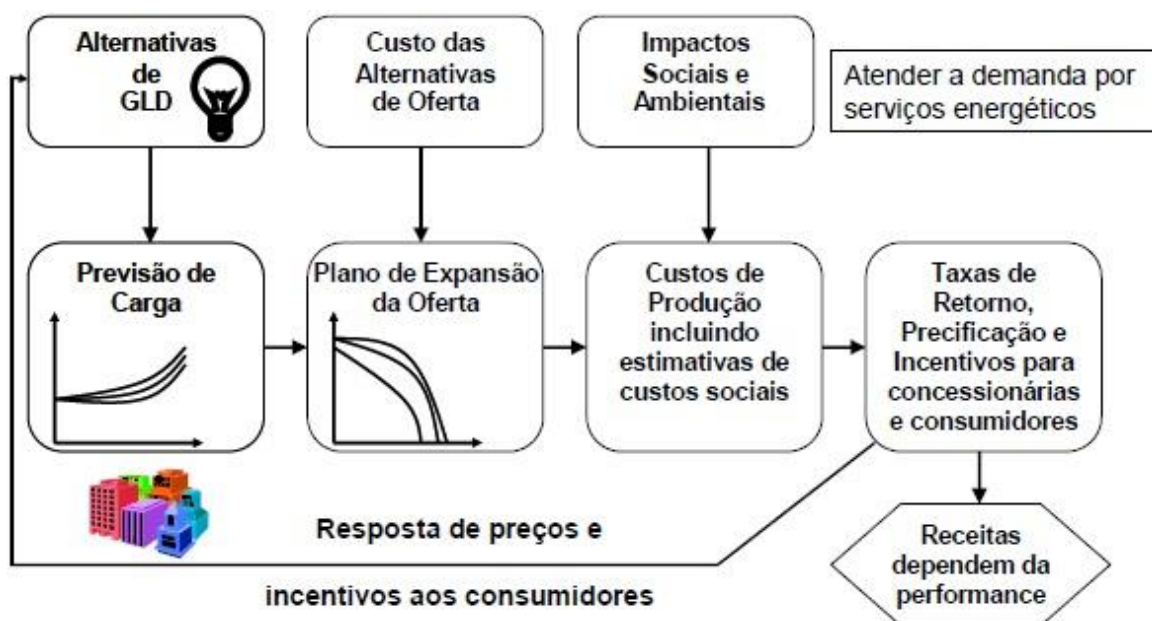 Alternativas
de
GLD
Custo das
Alternativas
de Oferta
Impactos
Sociais e
Ambientais
Atender a demanda por
serviços energéticos
Previsão de
Carga
Plano de Expansão
da Oferta
Custos de
Produção
incluindo
estimativas de
custos sociais
Taxas de
Retorno,
Precificação e
Incentivos para
concessionárias
e consumidores
Resposta de preços e
incentivos aos consumidores
Receitas
dependem da
performance